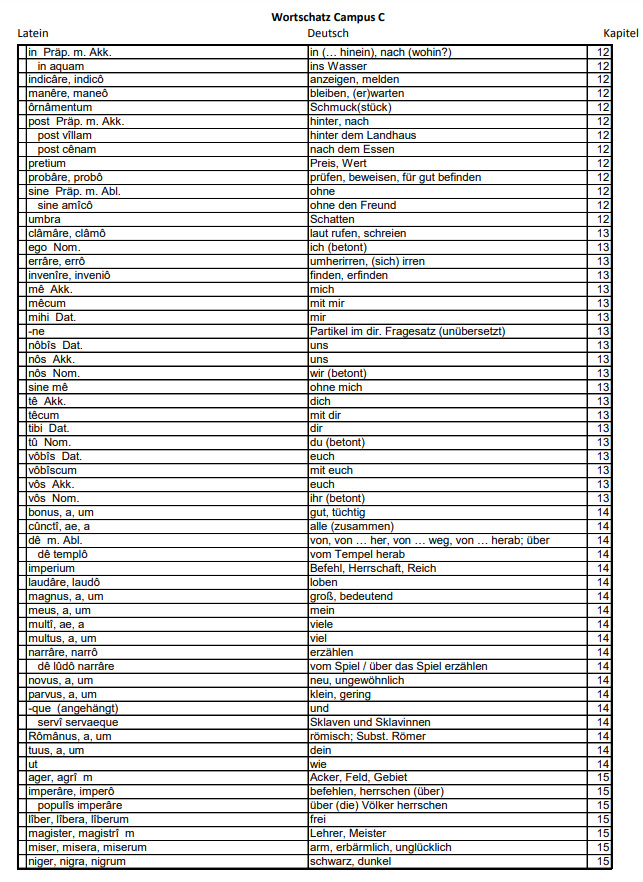 Wortschatz Campus C
Latein Deutsch Kapitel
in Präp. m. Akk. in (… hinein), nach (wohin?) 12
in aquam ins Wasser 12
indicâre, indicô anzeigen, melden 12
manêre, maneô bleiben, (er)warten 12
ôrnâmentum Schmuck(stück) 12
post Präp. m. Akk. hinter, nach 12
post vîllam hinter dem Landhaus 12
post cênam nach dem Essen 12
pretium Preis, Wert 12
probâre, probô prüfen, beweisen, für gut befinden 12
sine Präp. m. Abl. ohne 12
sine amîcô ohne den Freund 12
umbra Schatten 12
clâmâre, clâmô laut rufen, schreien 13
ego Nom. ich (betont) 13
errâre, errô umherirren, (sich) irren 13
invenîre, inveniô finden, erfinden 13
mê Akk. mich 13
mêcum mit mir 13
mihi Dat. mir 13
-ne Partikel im dir. Fragesatz (unübersetzt) 13
nôbîs Dat. uns 13
nôs Akk. uns 13
nôs Nom. wir (betont) 13
sine mê ohne mich 13
tê Akk. dich 13
têcum mit dir 13
tibi Dat. dir 13
tû Nom. du (betont) 13
vôbîs Dat. euch 13
vôbîscum mit euch 13
vôs Akk. euch 13
vôs Nom. ihr (betont) 13
bonus, a, um gut, tüchtig 14
cûnctî, ae, a alle (zusammen) 14
dê m. Abl. von, von … her, von … weg, von … herab; über 14
dê templô vom Tempel herab 14
imperium Befehl, Herrschaft, Reich 14
laudâre, laudô loben 14
magnus, a, um groß, bedeutend 14
meus, a, um mein 14
multî, ae, a viele 14
multus, a, um viel 14
narrâre, narrô erzählen 14
dê lûdô narrâre vom Spiel / über das Spiel erzählen 14
novus, a, um neu, ungewöhnlich 14
parvus, a, um klein, gering 14
-que (angehängt) und 14
servî servaeque Sklaven und Sklavinnen 14
Rômânus, a, um römisch; Subst. Römer 14
tuus, a, um dein 14
ut wie 14
ager, agrî m Acker, Feld, Gebiet 15
imperâre, imperô befehlen, herrschen (über) 15
populîs imperâre über (die) Völker herrschen 15
lîber, lîbera, lîberum frei 15
magister, magistrî m Lehrer, Meister 15
miser, misera, miserum arm, erbärmlich, unglücklich 15
niger, nigra, nigrum schwarz, dunkel 15